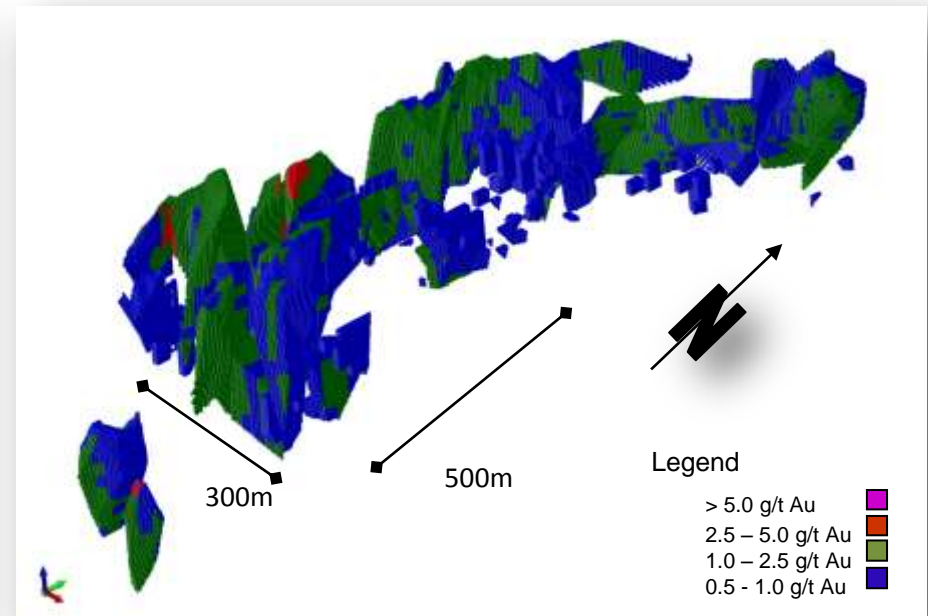 N
300m
500m
Legend
> 5.0 g/t Au
2.5 – 5.0 g/t Au
1.0 – 2.5 g/t Au
0.5 - 1.0 g/t Au